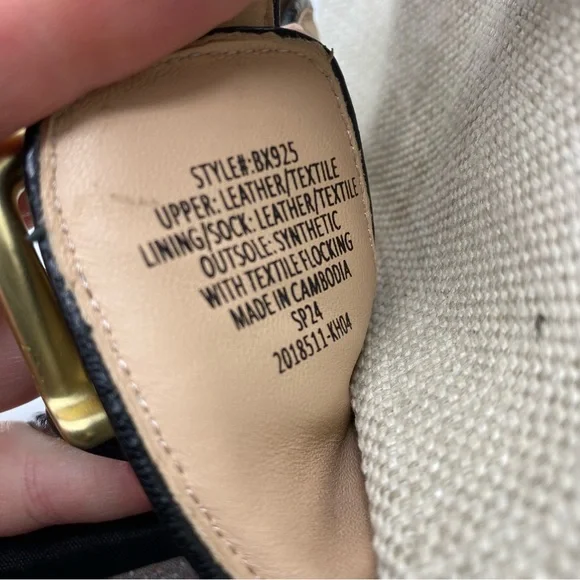 STYLE#:BX925
UPPER: LEATHER/TEXTILE
LINING/SOCK: LEATHER/TEXTILE
OUTSOLE: SYNTHETIC
WITH TEXTILE FLOCKING
MADE IN CAMBODIA
SP24
2018511-KH04